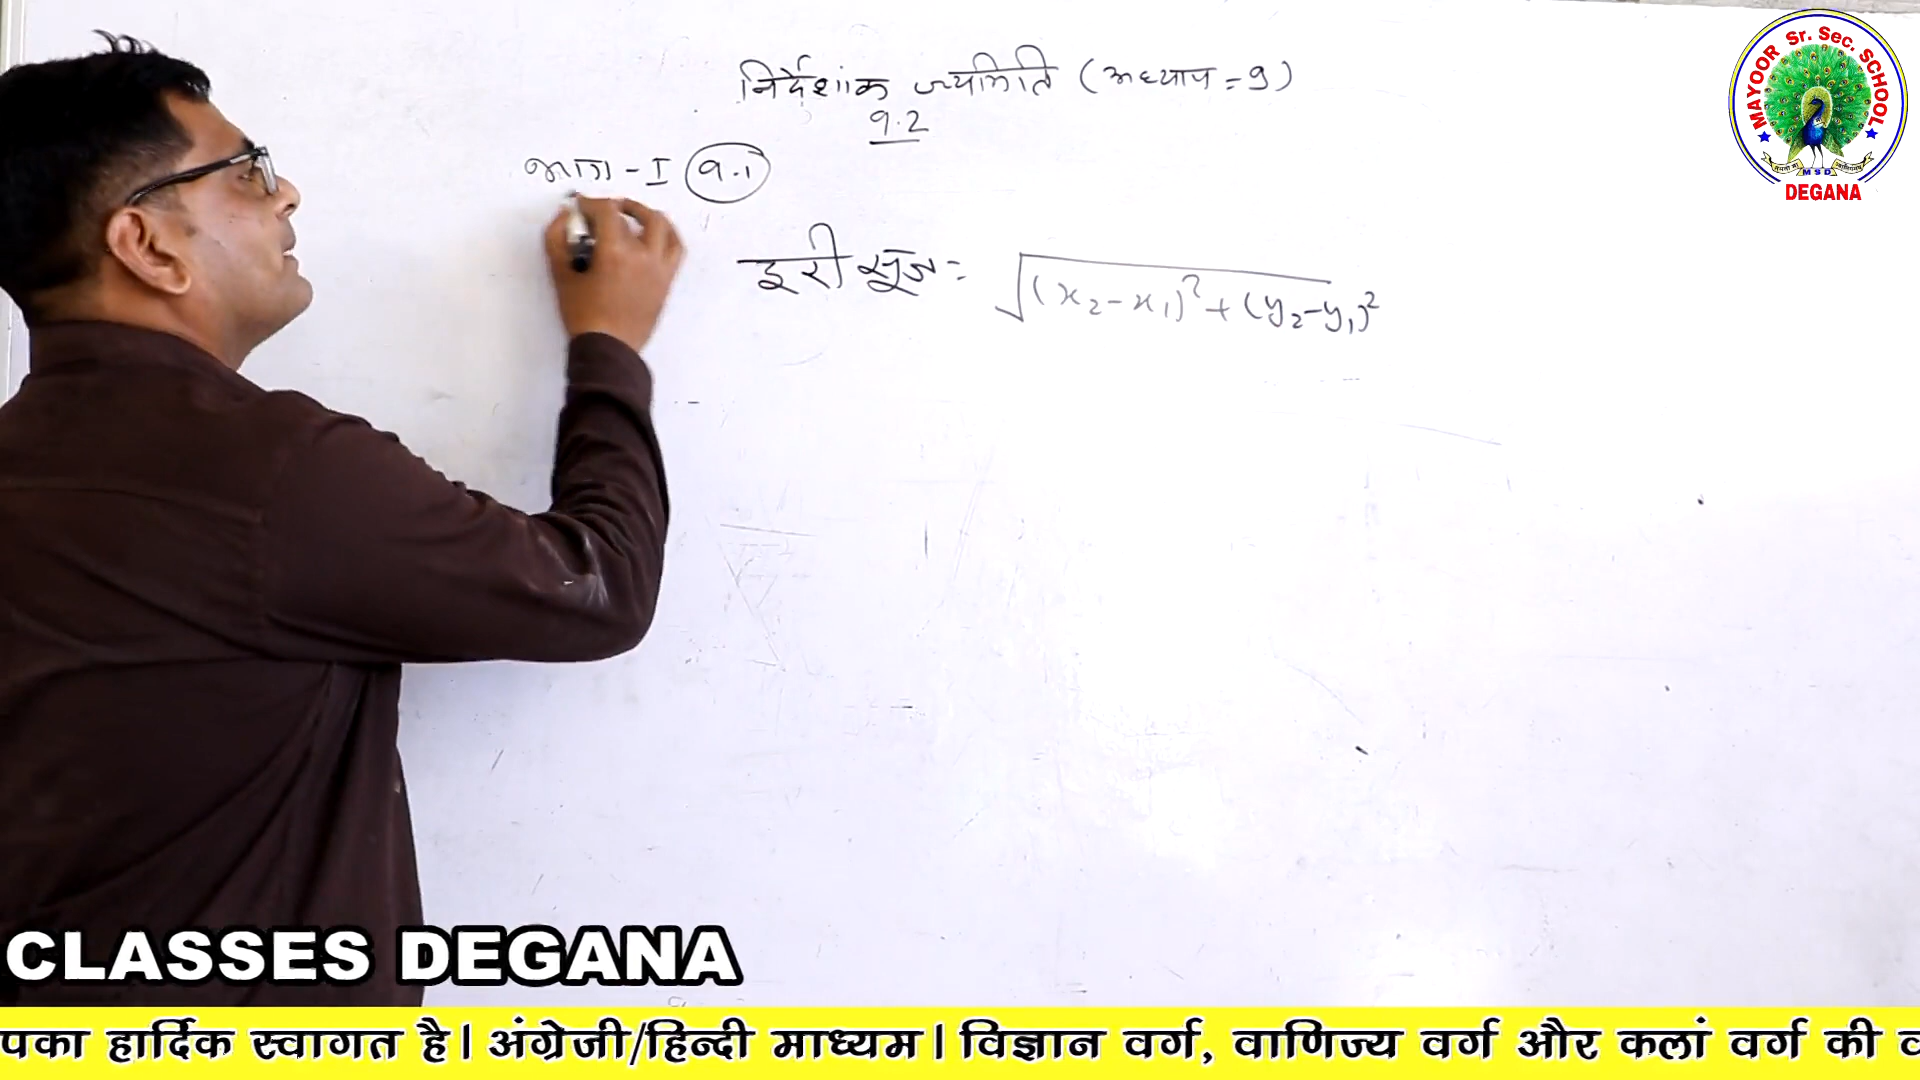 निर्देशांक ज्यामिति (अध्याय = 9)
9.2
भाग - I 9.1
दूरी सूत्र = √(x₂-x₁)² + (y₂-y₁)²
MAYOOR Sr. Sec. SCHOOL
MSD
DEGANA
CLASSES DEGANA
पका हार्दिक स्वागत है। अंग्रेजी/हिन्दी माध्यम। विज्ञान वर्ग, वाणिज्य वर्ग और कलां वर्ग की व